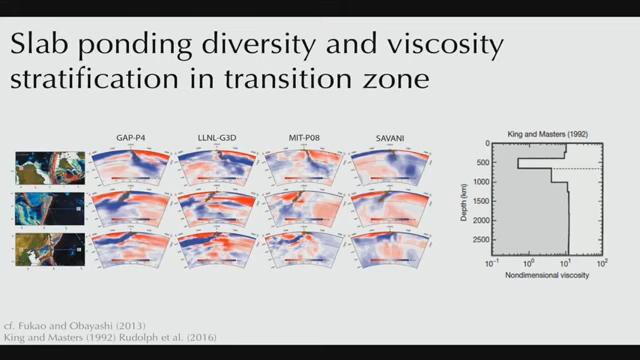 Slab ponding diversity and viscosity
stratification in transition zone
GAP-P4
LLNL-G3D
MIT-P08
SAVANI
King and Masters (1992)
0
500
1000
1500
2000
2500
Depth (km)
10⁻¹ 10⁰ 10¹ 10²
Nondimensional viscosity
cf. Fukao and Obayashi (2013)
King and Masters (1992) Rudolph et al. (2016)